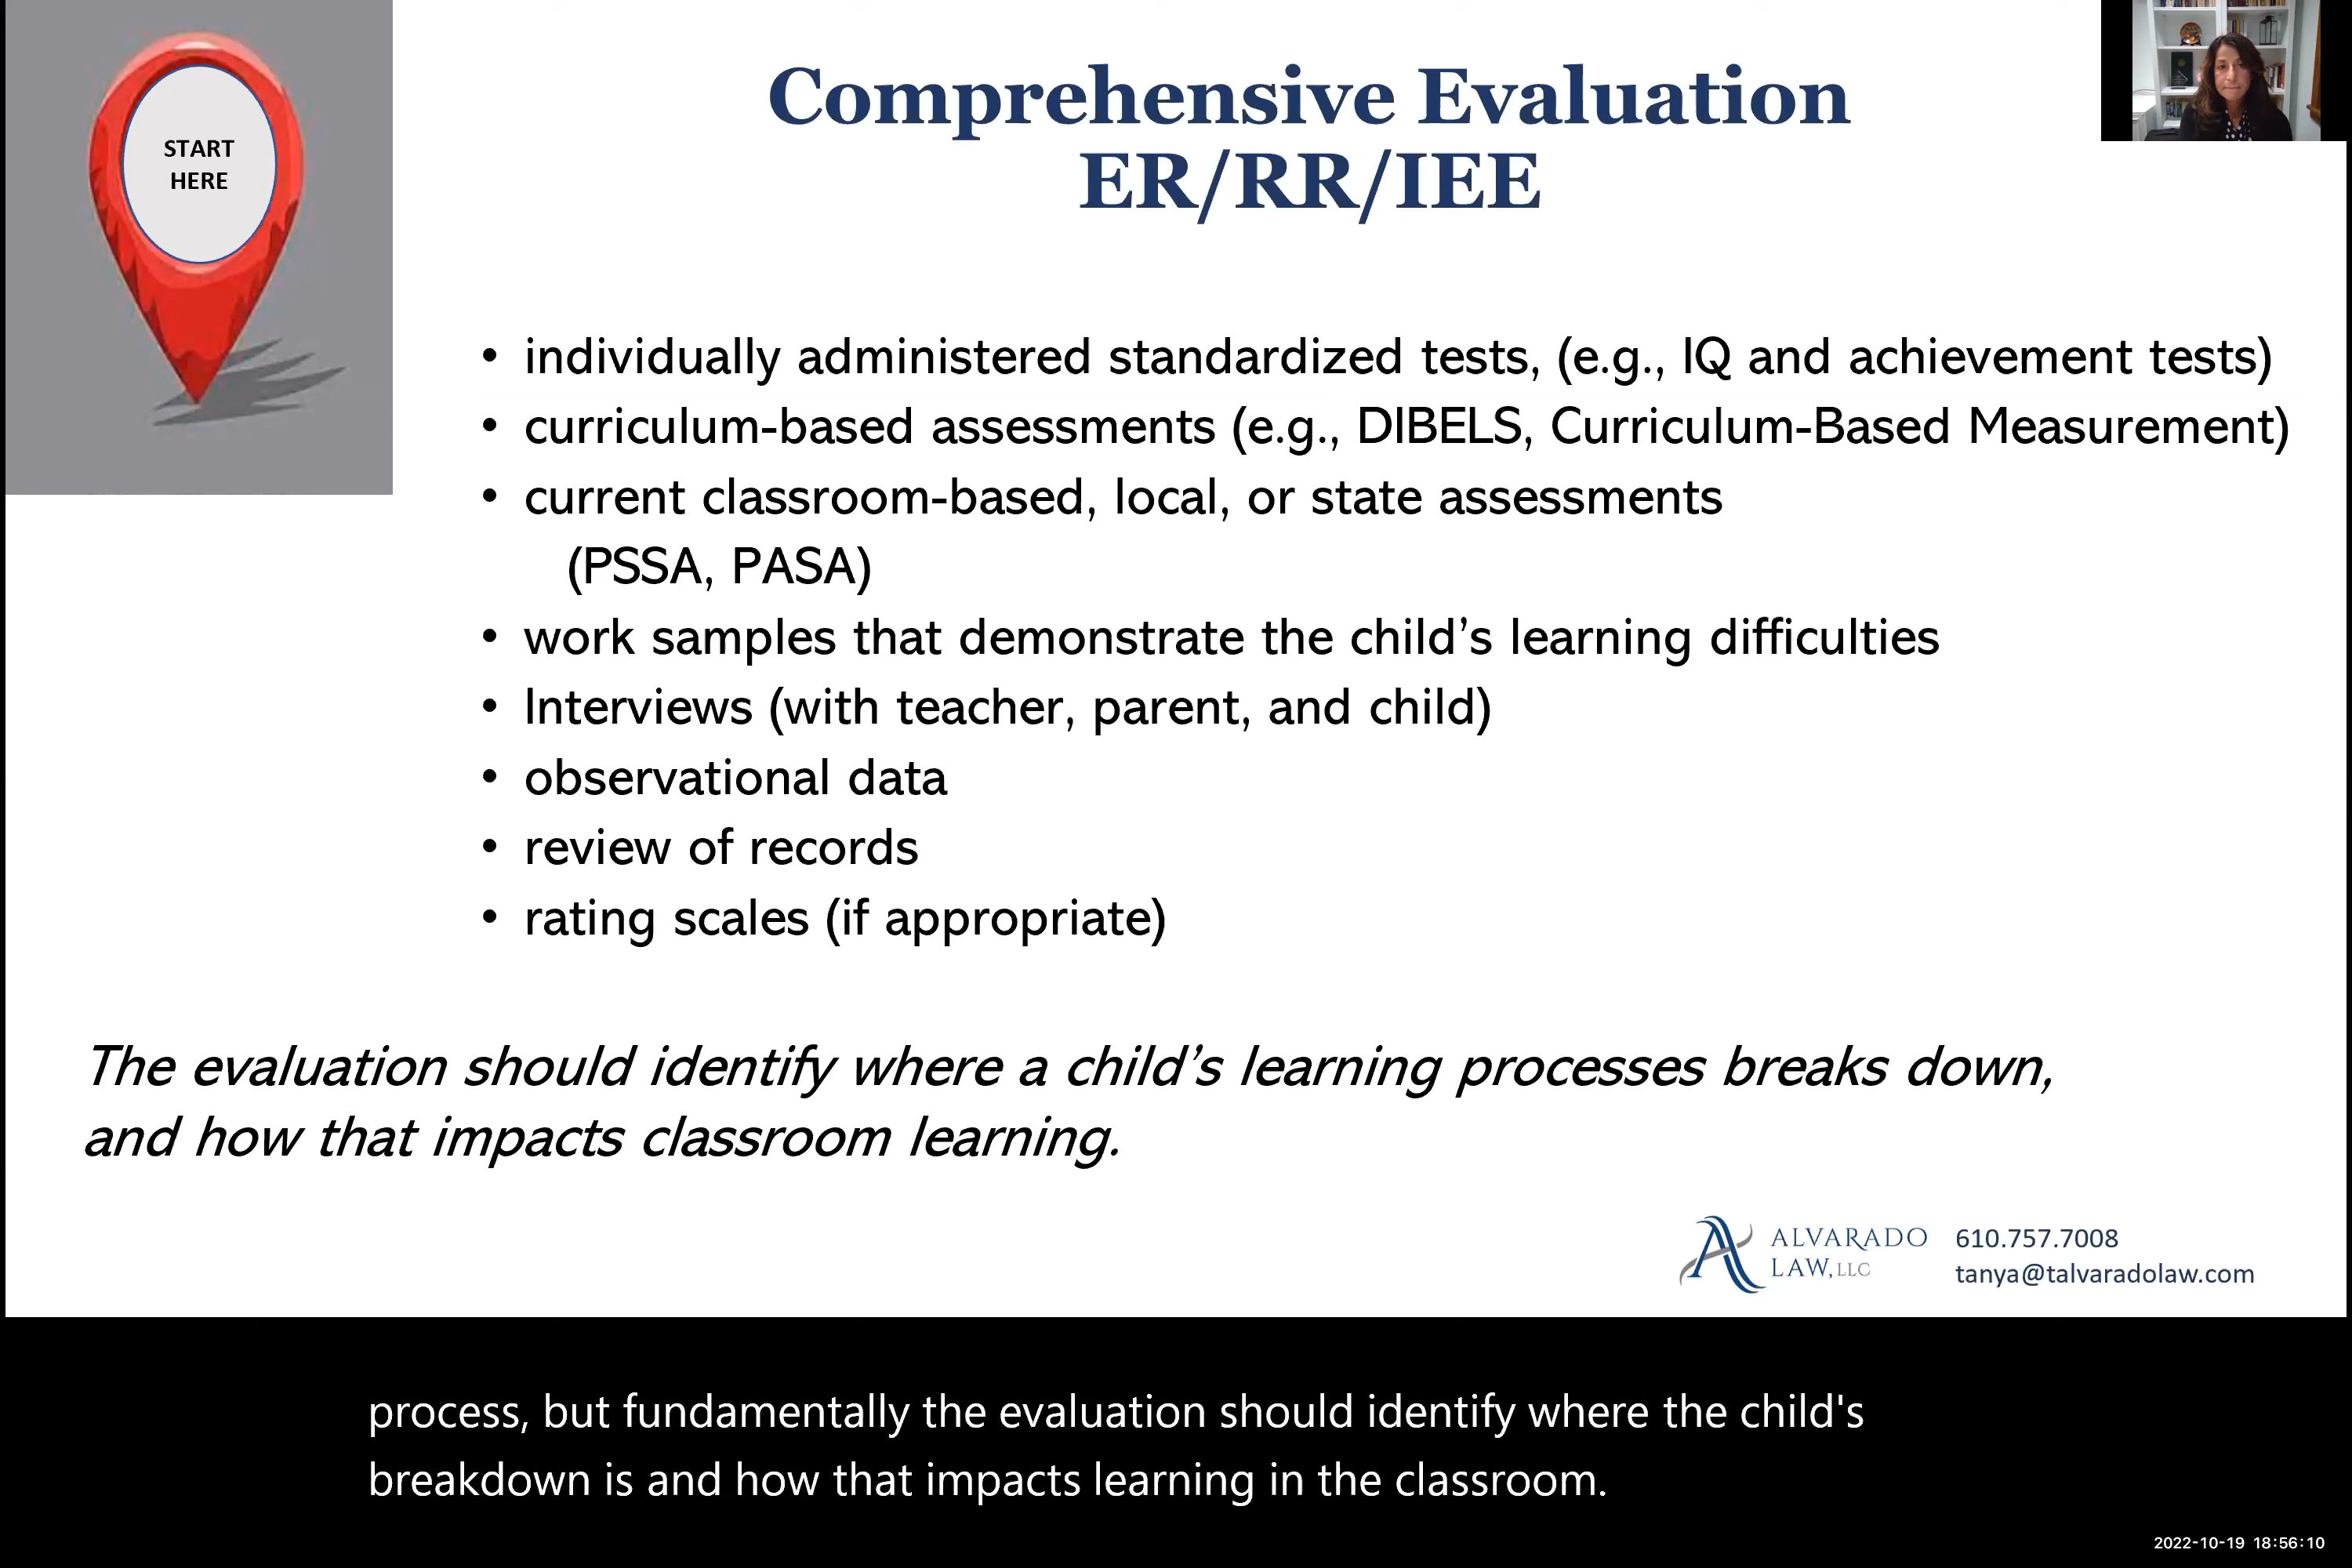 START
HERE
Comprehensive Evaluation
ER/RR/IEE
• individually administered standardized tests, (e.g., IQ and achievement tests)
• curriculum-based assessments (e.g., DIBELS, Curriculum-Based Measurement)
• current classroom-based, local, or state assessments
(PSSA, PASA)
• work samples that demonstrate the child’s learning difficulties
• Interviews (with teacher, parent, and child)
• observational data
• review of records
• rating scales (if appropriate)
The evaluation should identify where a child’s learning processes breaks down,
and how that impacts classroom learning.
ALVARADO
LAW, LLC
610.757.7008
tanya@talvaradolaw.com
process, but fundamentally the evaluation should identify where the child's
breakdown is and how that impacts learning in the classroom.
2022-10-19 18:56:10